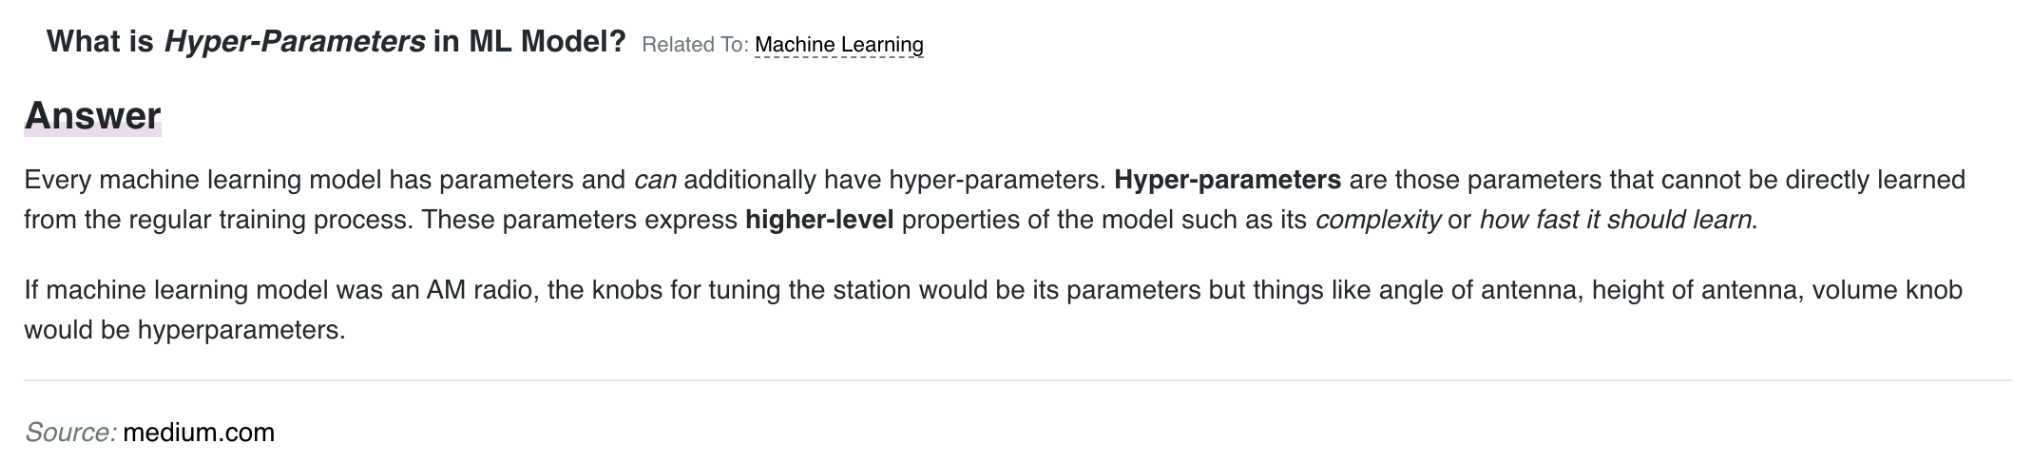 What is Hyper-Parameters in ML Model? Related To: Machine Learning
Answer
Every machine learning model has parameters and can additionally have hyper-parameters. Hyper-parameters are those parameters that cannot be directly learned
from the regular training process. These parameters express higher-level properties of the model such as its complexity or how fast it should learn.
If machine learning model was an AM radio, the knobs for tuning the station would be its parameters but things like angle of antenna, height of antenna, volume knob
would be hyperparameters.
Source: medium.com